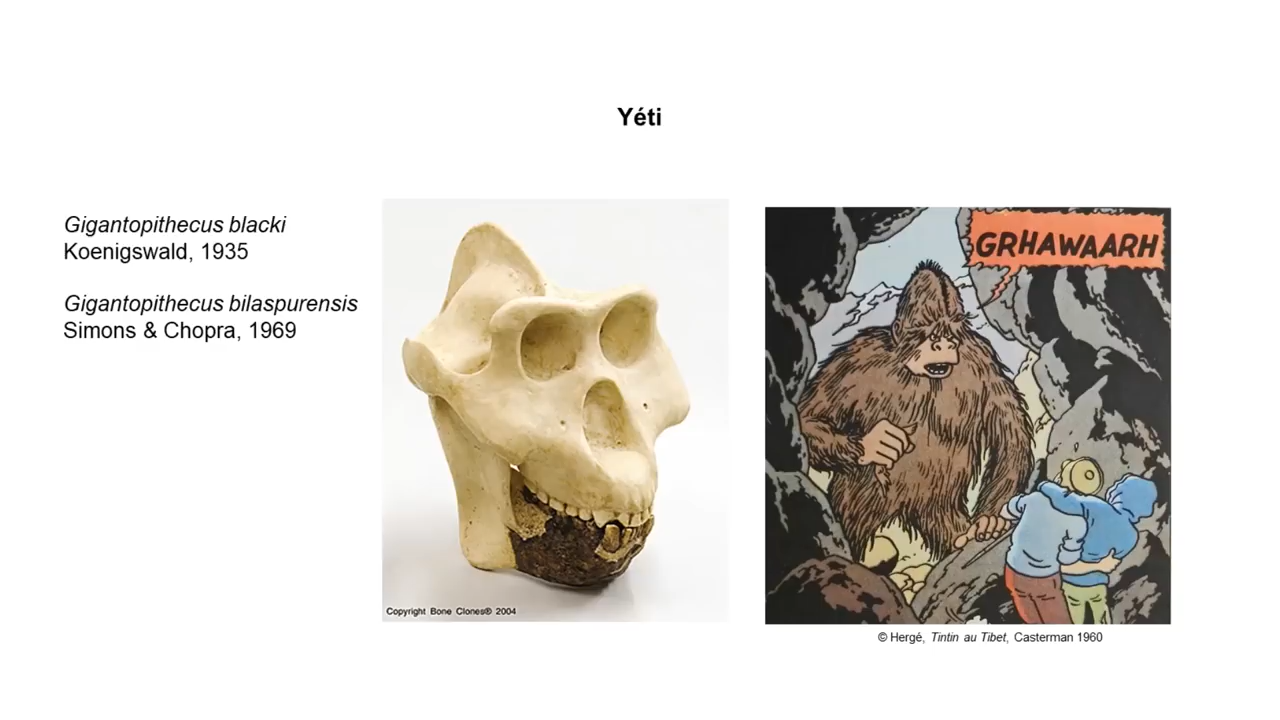 Yéti
Gigantopithecus blacki
Koenigswald, 1935
Gigantopithecus bilaspurensis
Simons & Chopra, 1969
GRHAWAARH
Copyright Bone Clones® 2004
© Hergé, Tintin au Tibet, Casterman 1960